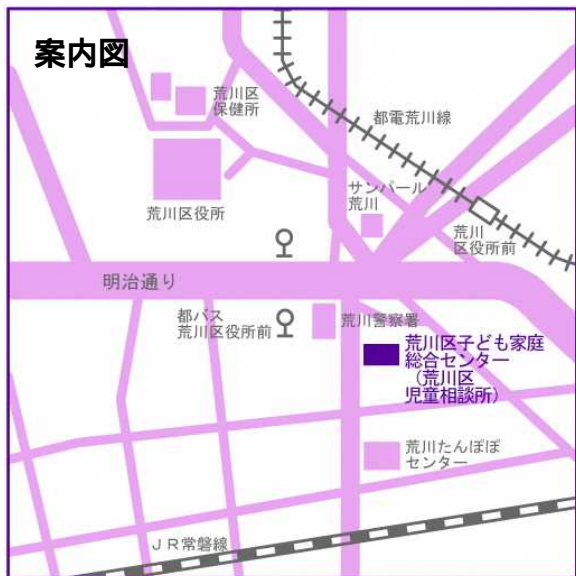 案内図
荒川区
保健所
都電荒川線
サンパール
荒川
荒川区役所
荒川
区役所前
明治通り
都バス
荒川区役所前
荒川警察署
荒川区子ども家庭
総合センター
（荒川区
児童相談所）
荒川たんぽぽ
センター
ＪＲ常磐線